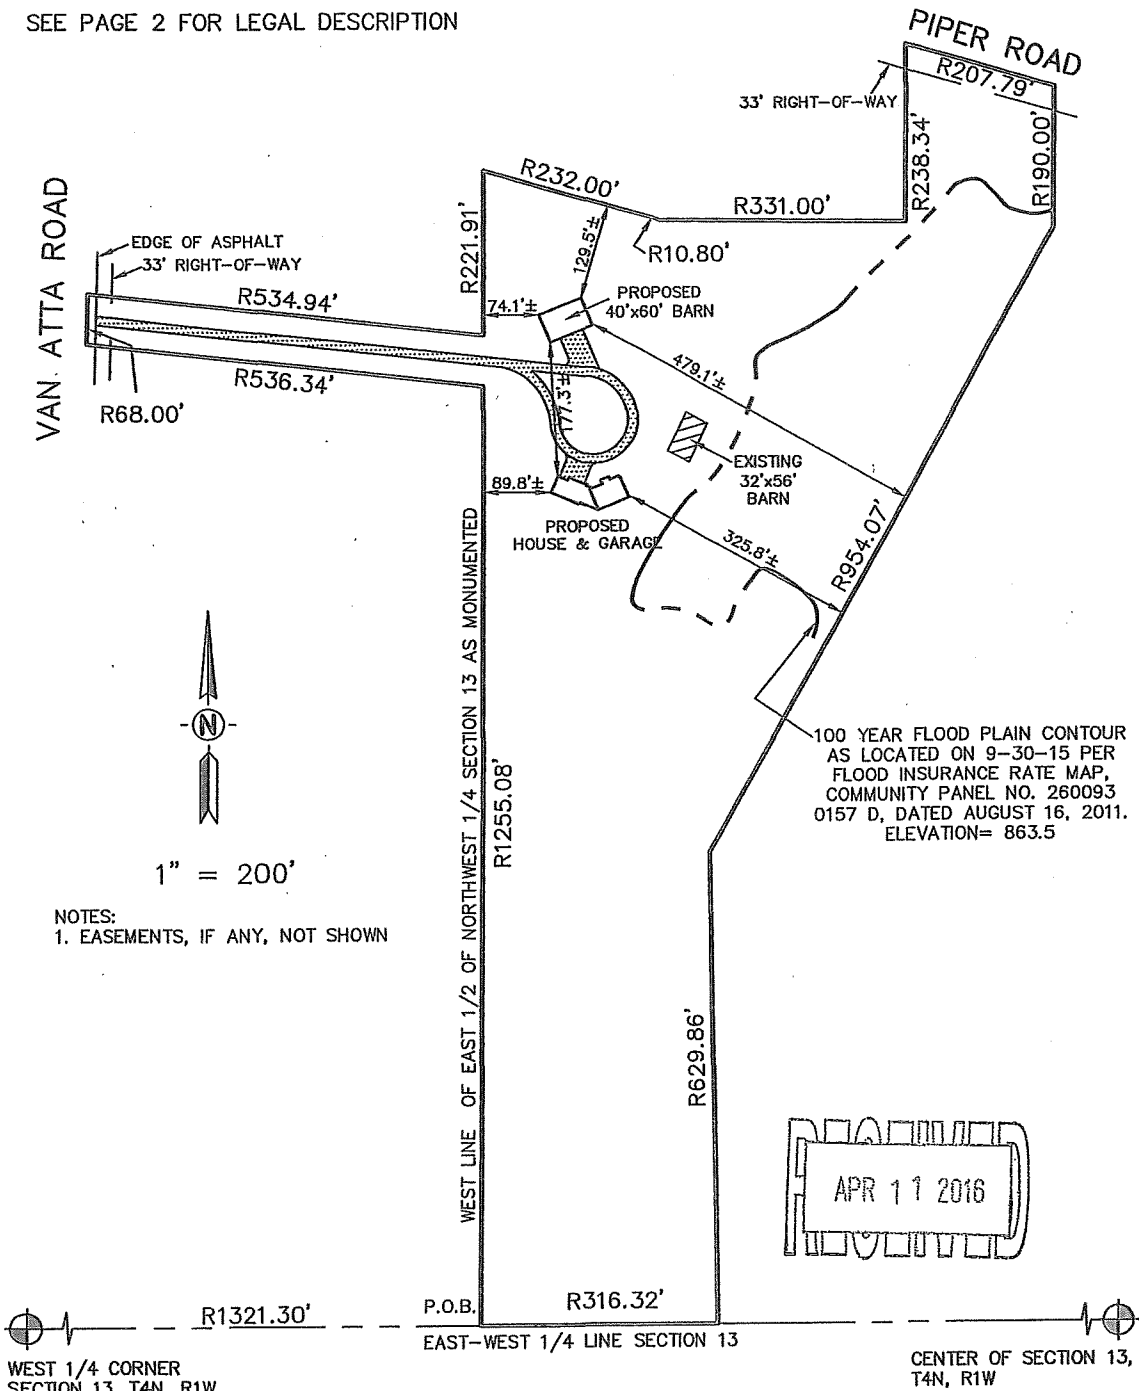 SEE PAGE 2 FOR LEGAL DESCRIPTION
PIPER ROAD
R207.79'
33' RIGHT-OF-WAY
R238.34'
R190.00'
R232.00'
R331.00'
R10.80'
R221.91'
129.5'±
VAN ATTA ROAD
EDGE OF ASPHALT
33' RIGHT-OF-WAY
R534.94'
74.1'±
PROPOSED
40'x60' BARN
R536.34'
R68.00'
177.3'±
479.1'±
EXISTING
32'x56'
BARN
89.8'±
PROPOSED
HOUSE & GARAGE
325.8'±
R954.07'
WEST LINE OF EAST 1/2 OF NORTHWEST 1/4 SECTION 13 AS MONUMENTED
R1255.08'
N
100 YEAR FLOOD PLAIN CONTOUR
AS LOCATED ON 9-30-15 PER
FLOOD INSURANCE RATE MAP,
COMMUNITY PANEL NO. 260093
0157 D, DATED AUGUST 16, 2011.
ELEVATION= 863.5
1" = 200'
NOTES:
1. EASEMENTS, IF ANY, NOT SHOWN
R629.86'
APR 11 2016
R1321.30'
P.O.B.
R316.32'
EAST-WEST 1/4 LINE SECTION 13
WEST 1/4 CORNER
SECTION 13, T4N, R1W
CENTER OF SECTION 13,
T4N, R1W